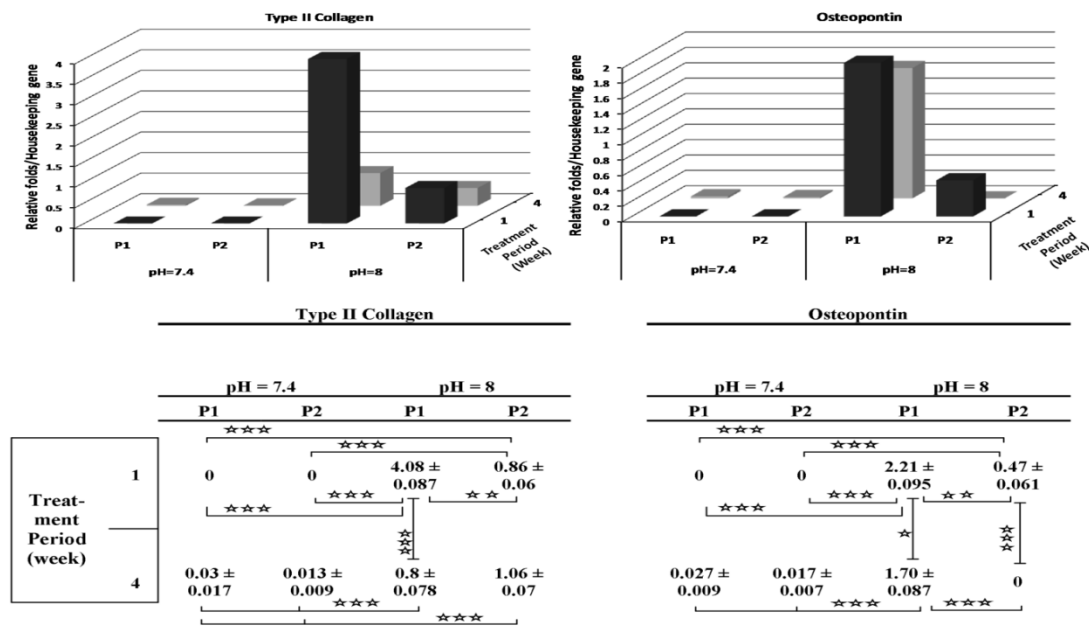 Type II Collagen
Relative folds/Housekeeping gene
4
3.5
3
2.5
2
1.5
1
0.5
0
P1 P2 P1 P2
pH=7.4 pH=8
1 4
Treatment Period (Week)
Osteopontin
Relative folds/Housekeeping gene
2
1.8
1.6
1.4
1.2
1
0.8
0.6
0.4
0.2
0
P1 P2 P1 P2
pH=7.4 pH=8
1 4
Treatment Period (Week)
Type II Collagen Osteopontin
pH = 7.4 pH = 8 pH = 7.4 pH = 8
P1 P2 P1 P2 P1 P2 P1 P2
☆☆☆ ☆☆☆
☆☆☆ ☆☆☆
1 0 0 4.08 ± 0.86 ± 0 0 2.21 ± 0.47 ±
0.087 0.06 0.095 0.061
☆☆☆ ☆☆ ☆☆☆ ☆☆
☆☆☆ ☆☆☆
☆☆☆ ☆ ☆☆☆
Treat-
ment
Period
(week)
4 0.03 ± 0.013 ± 0.8 ± 1.06 ± 0.027 ± 0.017 ± 1.70 ± 0
0.017 0.009 0.078 0.07 0.009 0.007 0.087
☆☆☆ ☆☆☆ ☆☆☆
☆☆☆